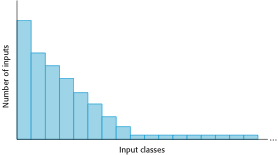 Number of inputs
...
Input classes